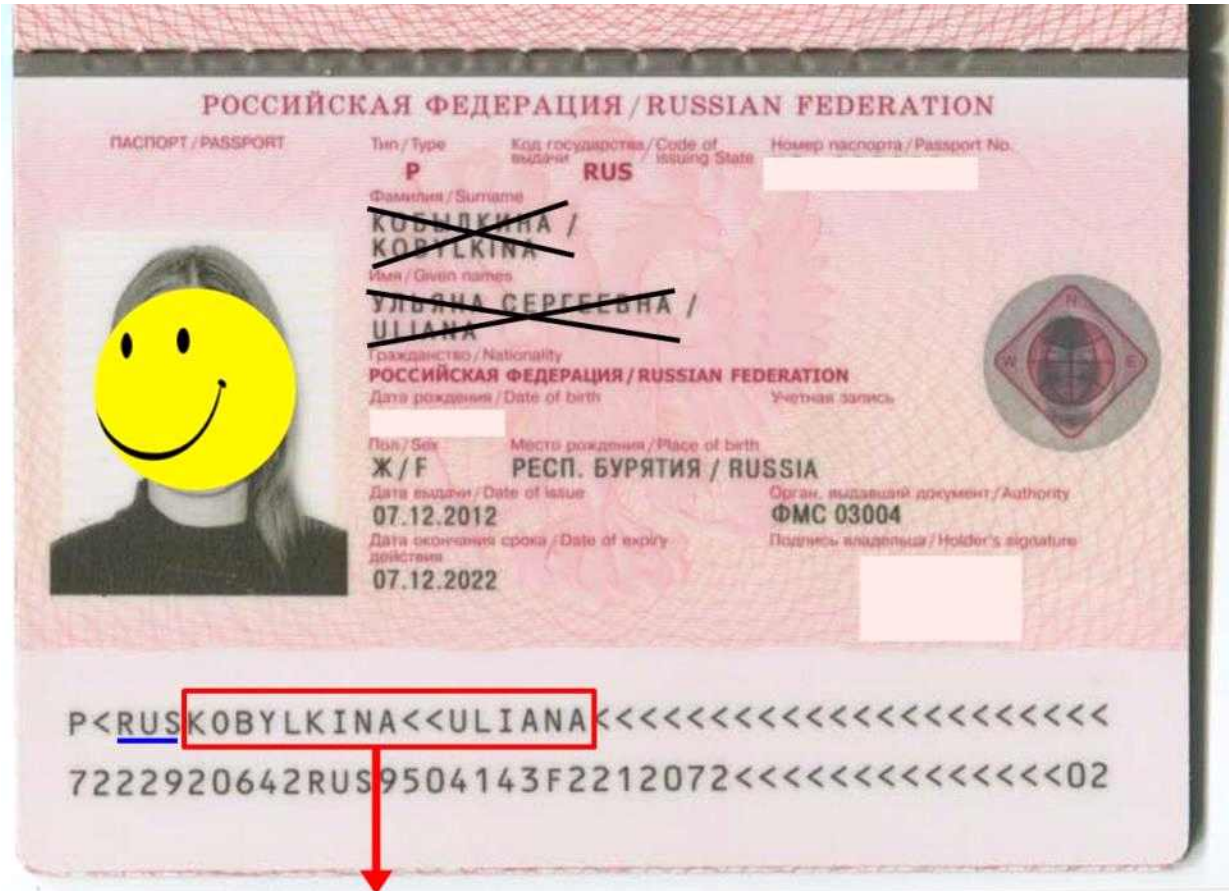 РОССИЙСКАЯ ФЕДЕРАЦИЯ / RUSSIAN FEDERATION
ПАСПОРТ / PASSPORT
Тип / Type
Код государства / Code of
выдачи issuing State
Номер паспорта / Passport No.
P
RUS
Фамилия / Surname
КОБЫЛКИНА /
KOBYLKINA
Имя / Given names
УЛЬЯНА СЕРГЕЕВНА /
ULIANA
Гражданство / Nationality
РОССИЙСКАЯ ФЕДЕРАЦИЯ / RUSSIAN FEDERATION
Дата рождения / Date of birth
Учетная запись
Пол / Sex
Место рождения / Place of birth
Ж / F
РЕСП. БУРЯТИЯ / RUSSIA
Дата выдачи / Date of issue
Орган, выдавший документ / Authority
07.12.2012
ФМС 03004
Дата окончания срока / Date of expiry
действия
Подпись владельца / Holder's signature
07.12.2022
N
W
E
P<RUSKOBYLKINA<<ULIANA<<<<<<<<<<<<<<<<<<<<<<
7222920642RUS9504143F2212072<<<<<<<<<<<<<<02